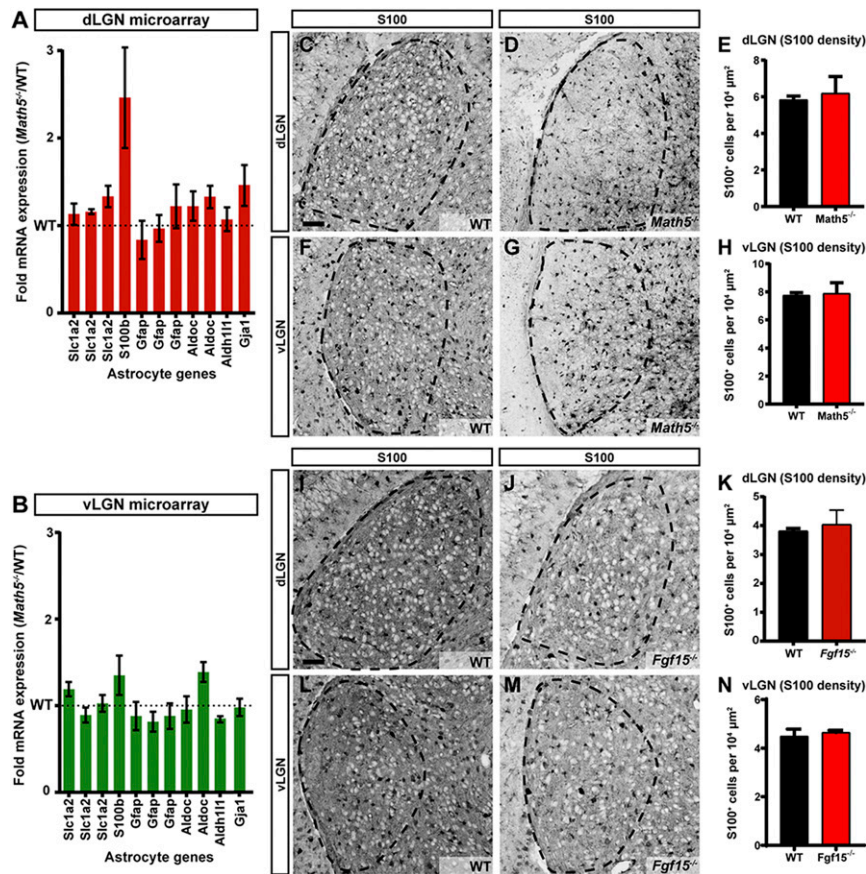 A
dLGN microarray
Fold mRNA expression (Math5-/-/WT)
3
2
WT
1
0
Slc1a2
Slc1a2
Slc1a2
S100b
Gfap
Gfap
Gfap
Aldoc
Aldoc
Aldh1l1
Gja1
Astrocyte genes
S100
S100
dLGN
C
WT
D
Math5-/-
vLGN
F
WT
G
Math5-/-
E
dLGN (S100 density)
S100+ cells per 10⁴ µm²
8
6
4
2
0
WT
Math5-/-
H
vLGN (S100 density)
S100+ cells per 10⁴ µm²
10
8
6
4
2
0
WT
Math5-/-
B
vLGN microarray
Fold mRNA expression (Math5-/-/WT)
3
2
WT
1
0
Slc1a2
Slc1a2
Slc1a2
S100b
Gfap
Gfap
Gfap
Aldoc
Aldoc
Aldh1l1
Gja1
Astrocyte genes
S100
S100
dLGN
I
WT
J
Fgf15-/-
vLGN
L
WT
M
Fgf15-/-
K
dLGN (S100 density)
S100+ cells per 10⁴ µm²
5
4
3
2
1
0
WT
Fgf15-/-
N
vLGN (S100 density)
S100+ cells per 10⁴ µm²
6
4
2
0
WT
Fgf15-/-